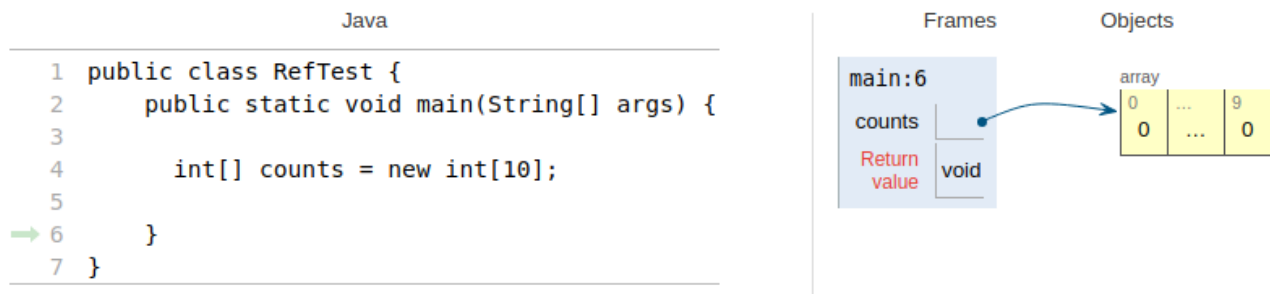 Java
1 public class RefTest {
2     public static void main(String[] args) {
3
4       int[] counts = new int[10];
5
6     }
7 }
Frames
Objects
main:6
counts
Return
value
void
array
0 ... 9
0 ... 0